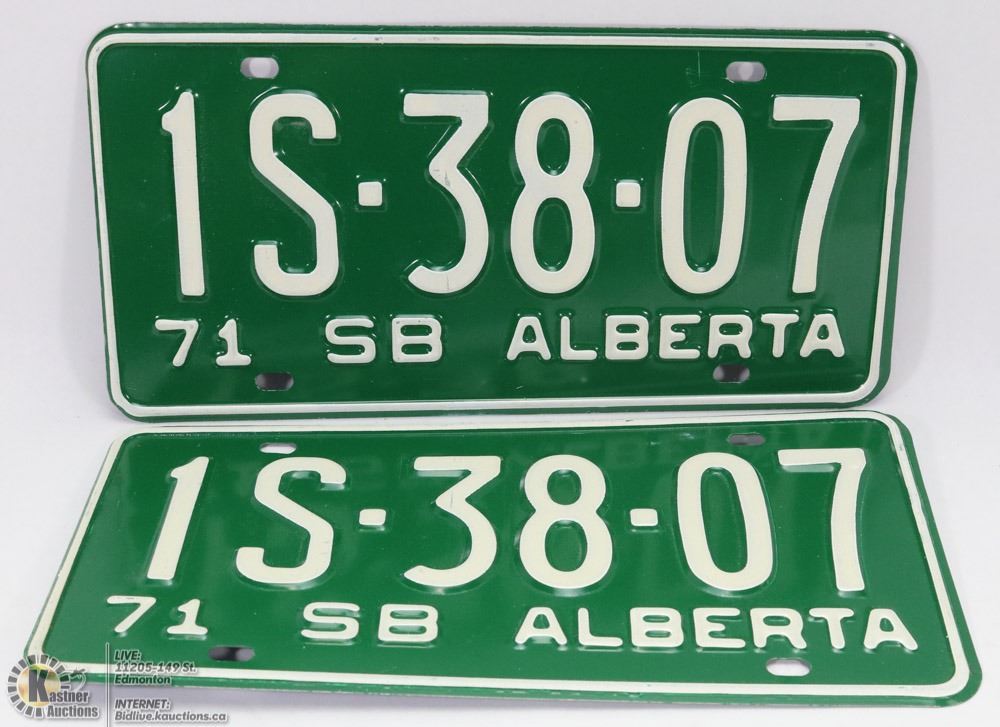 1S·38·07
71 SB ALBERTA
1S·38·07
71 SB ALBERTA
Kastner
Auctions
LIVE:
11205-149 St.
Edmonton
INTERNET:
Bidlive.kauctions.ca